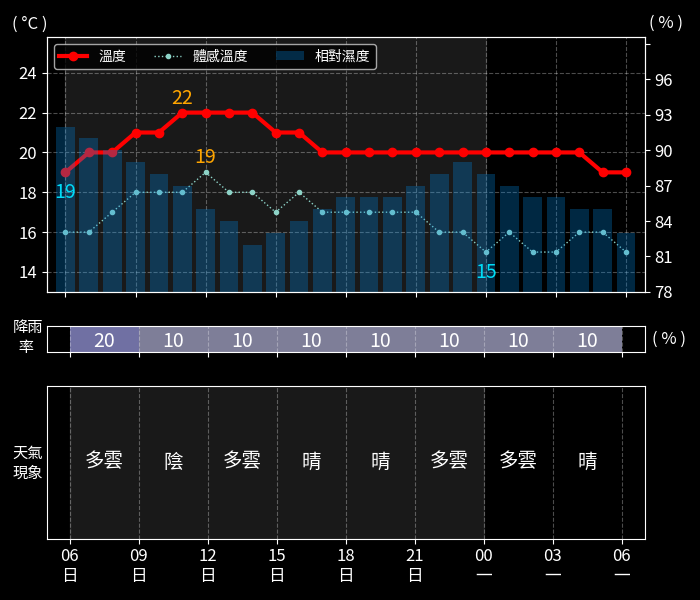 ( °C )
( % )
溫度 體感溫度 相對濕度
24
22
20
18
16
14
96
93
90
87
84
81
78
22
19
19
15
降雨
率
20 10 10 10 10 10 10 10
( % )
天氣
現象
多雲 陰 多雲 晴 晴 多雲 多雲 晴
06 09 12 15 18 21 00 03 06
日 日 日 日 日 日 一 一 一